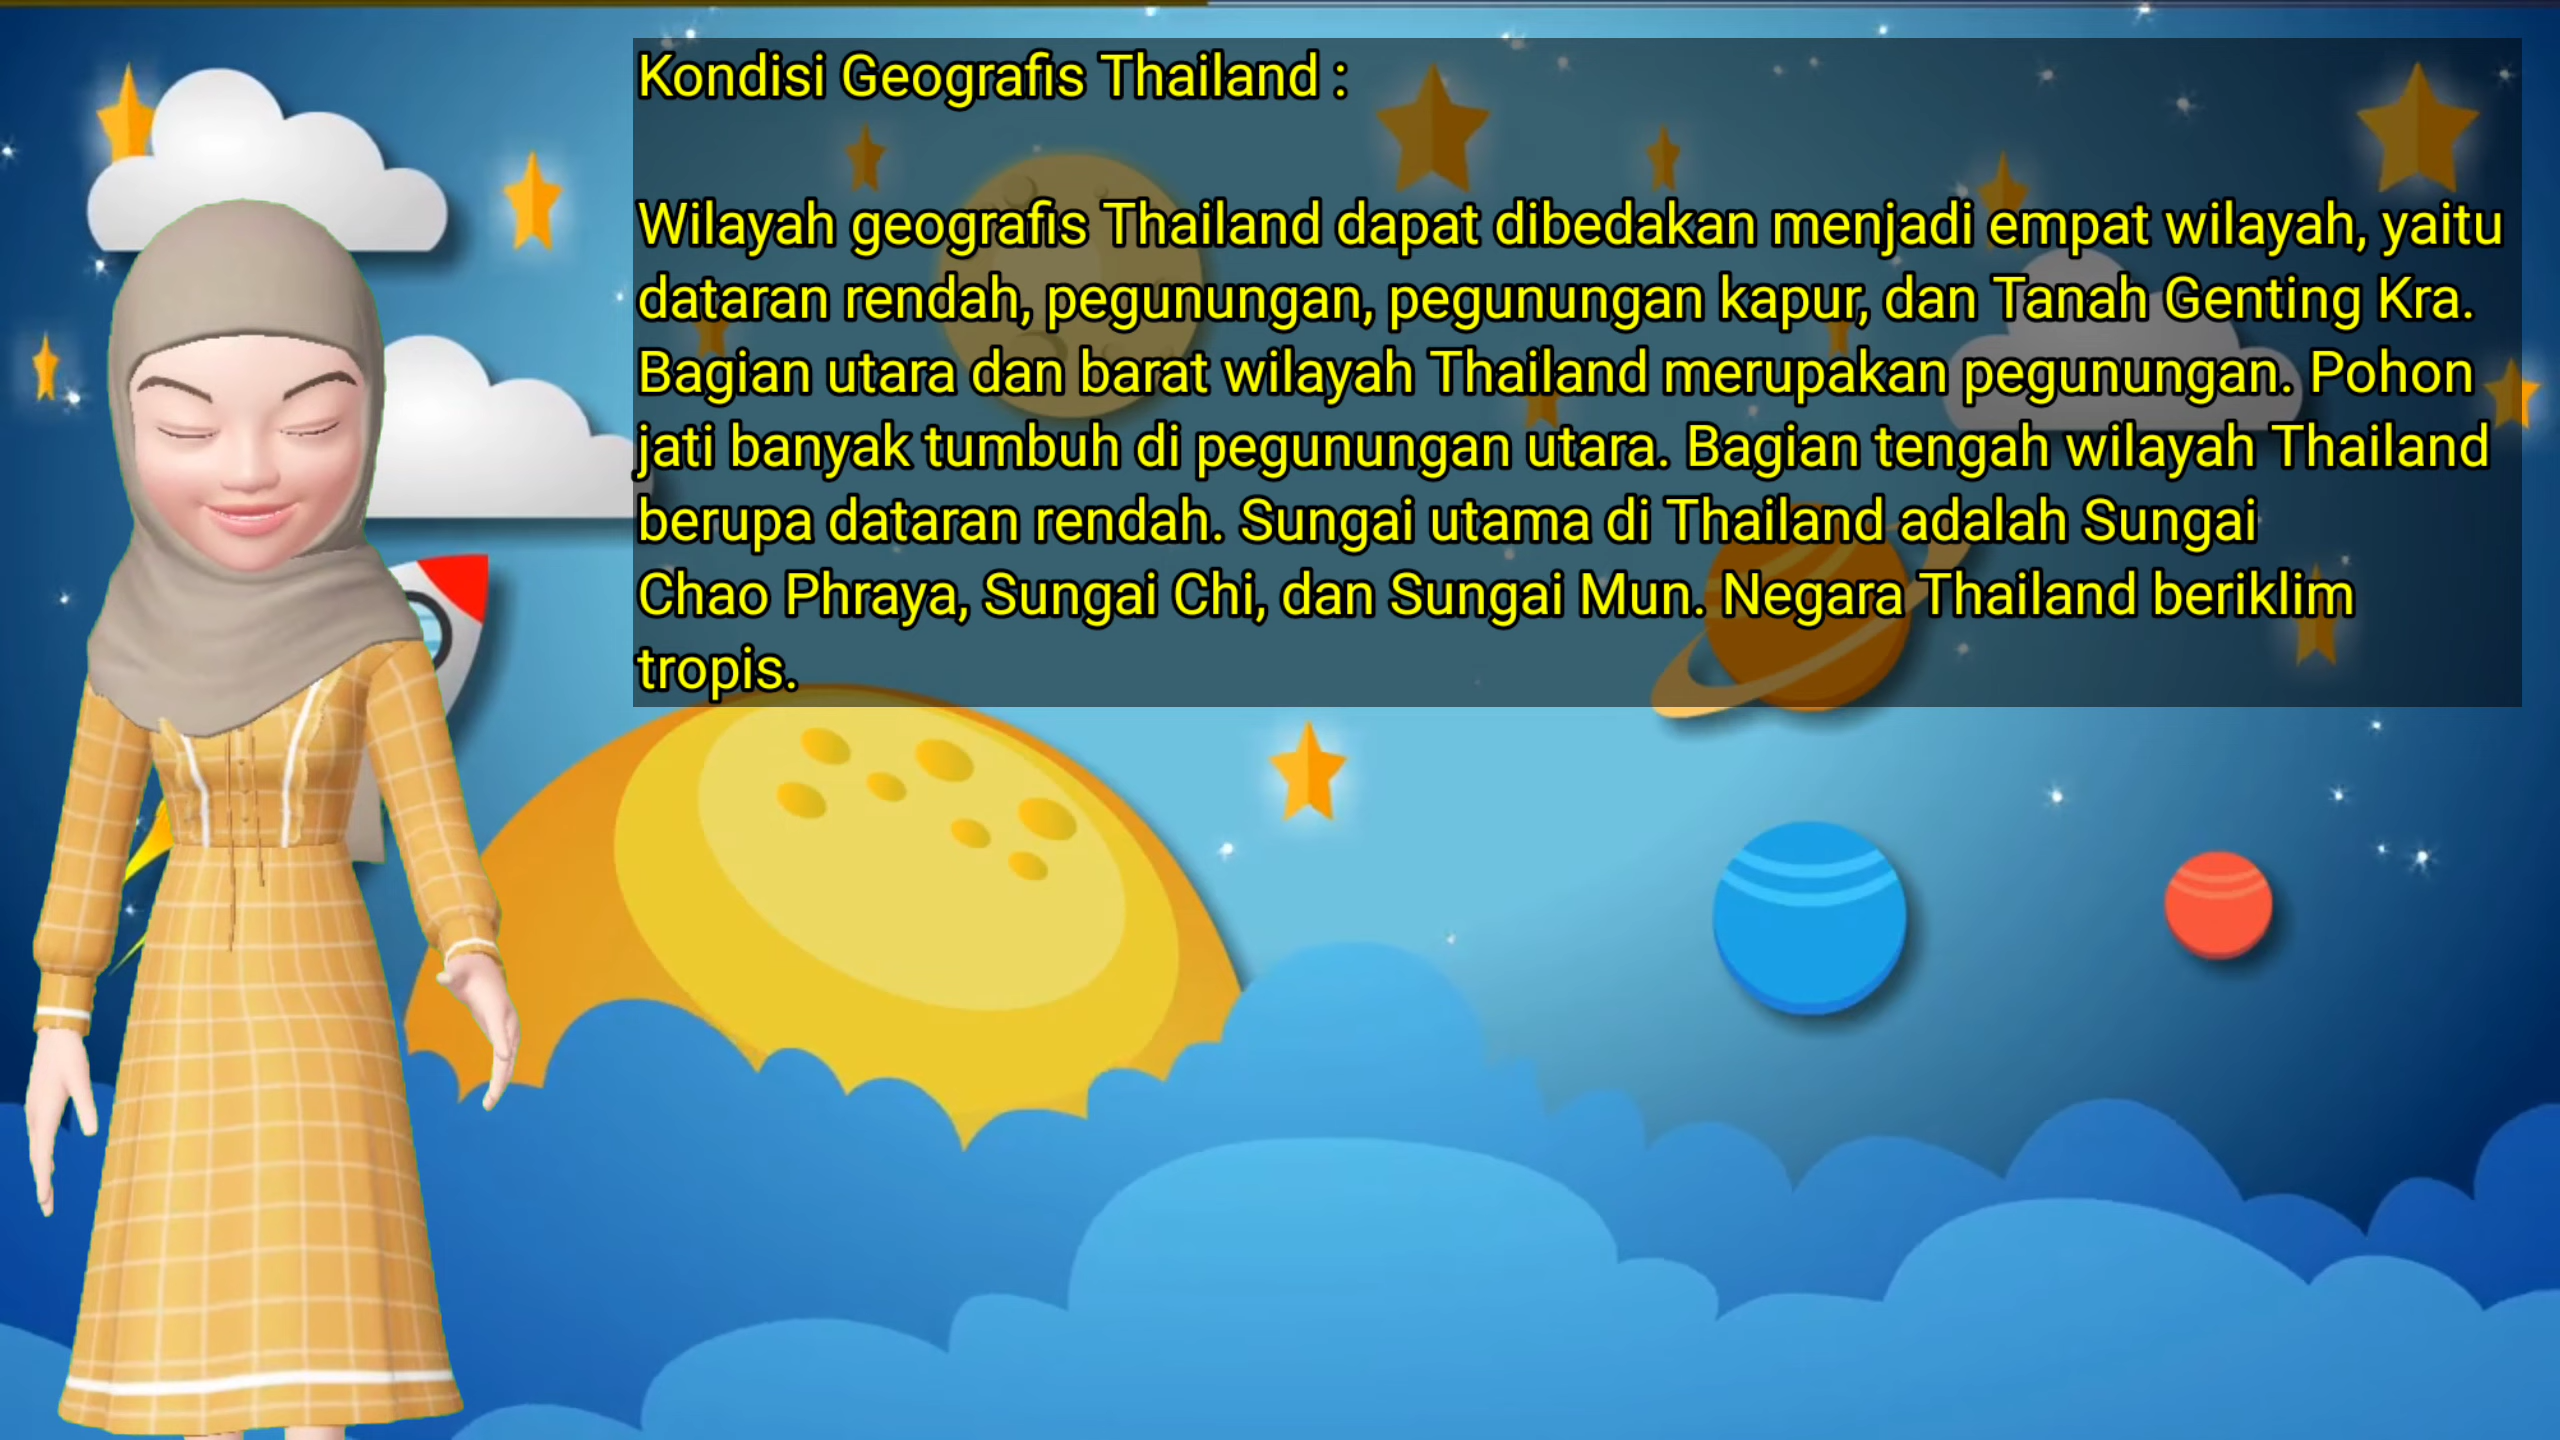 Kondisi Geografis Thailand :
Wilayah geografis Thailand dapat dibedakan menjadi empat wilayah, yaitu
dataran rendah, pegunungan, pegunungan kapur, dan Tanah Genting Kra.
Bagian utara dan barat wilayah Thailand merupakan pegunungan. Pohon
jati banyak tumbuh di pegunungan utara. Bagian tengah wilayah Thailand
berupa dataran rendah. Sungai utama di Thailand adalah Sungai
Chao Phraya, Sungai Chi, dan Sungai Mun. Negara Thailand beriklim
tropis.